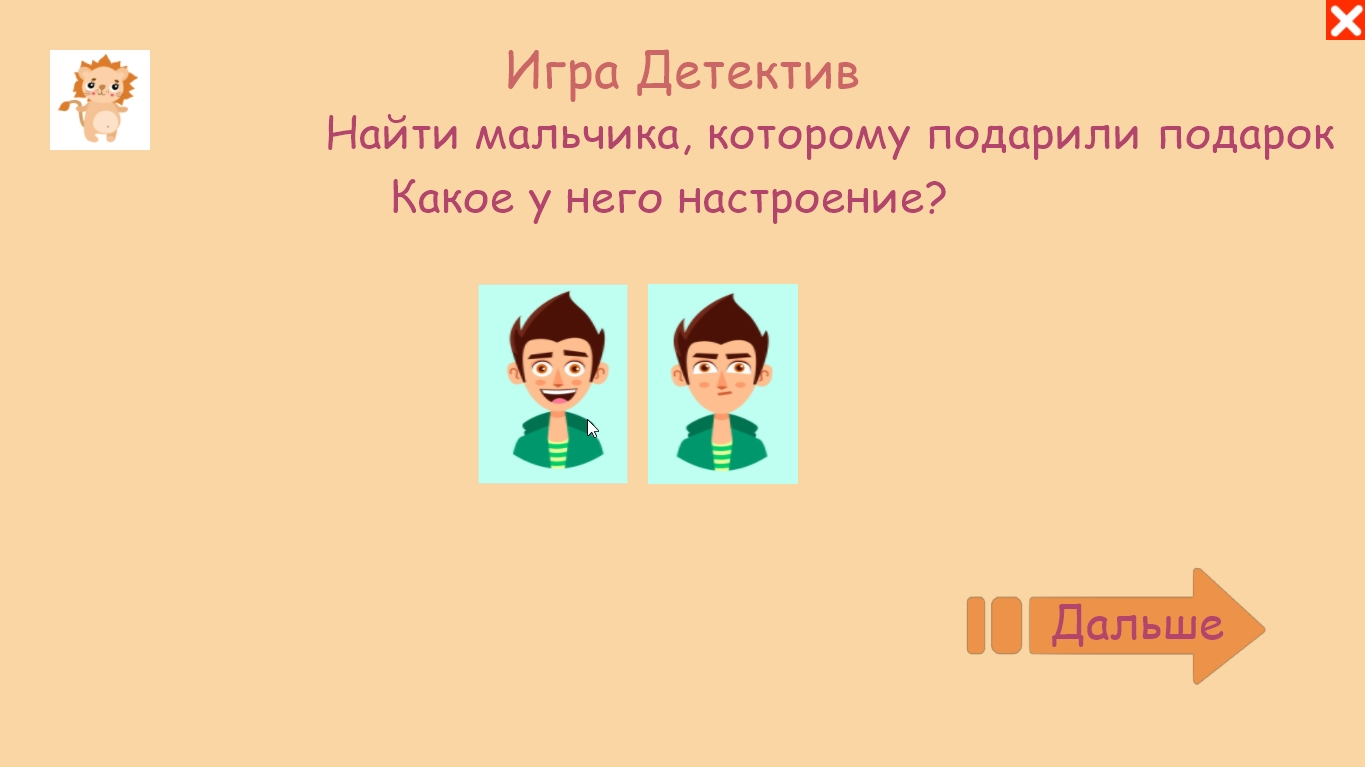 Игра Детектив
Найти мальчика, которому подарили подарок
Какое у него настроение?
Дальше